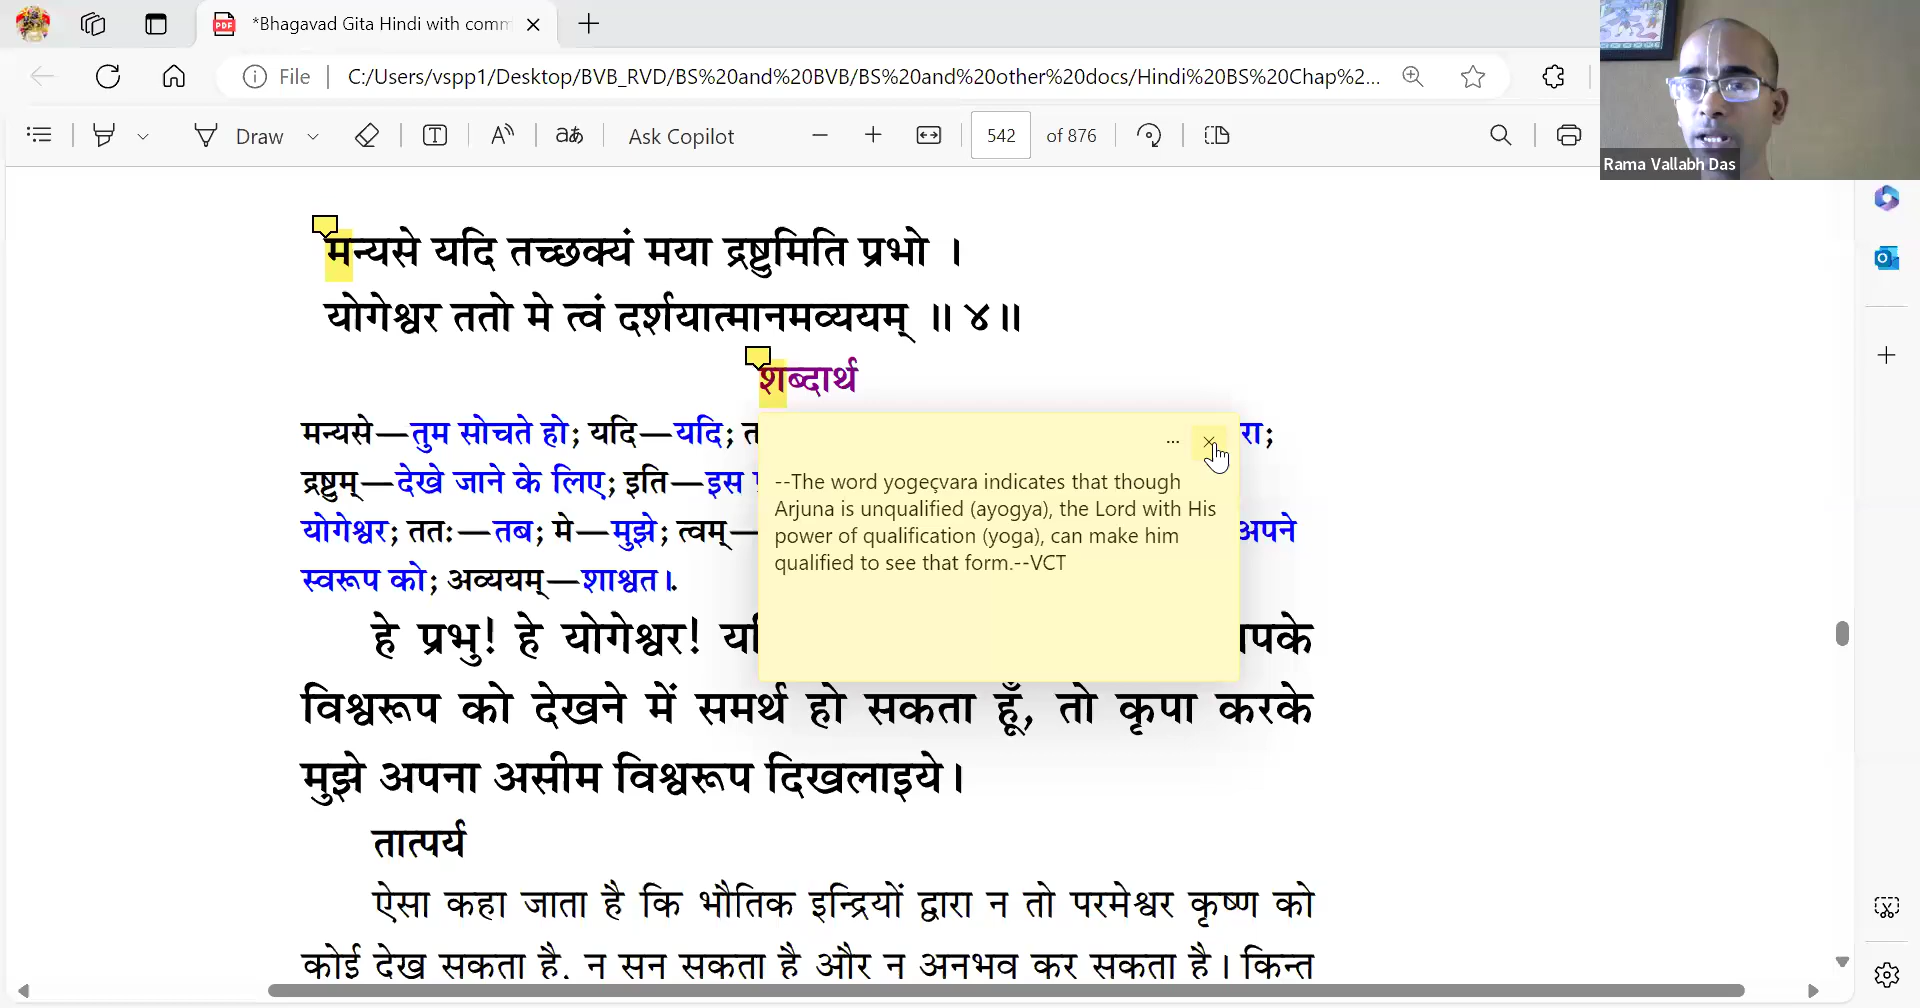 *Bhagavad Gita Hindi with comm
File
C:/Users/vspp1/Desktop/BVB_RVD/BS%20and%20BVB/BS%20and%20other%20docs/Hindi%20BS%20Chap%2...
Draw
aあ
Ask Copilot
542 of 876
Rama Vallabh Das
मन्यसे यदि तच्छक्यं मया द्रष्टुमिति प्रभो ।
योगेश्वर ततो मे त्वं दर्शयात्मानमव्ययम् ॥ ४॥
शब्दार्थ
मन्यसे—तुम सोचते हो; यदि—यदि; रा;
द्रष्टुम्—देखे जाने के लिए; इति—इस
योगेश्वर; ततः—तब; मे—मुझे; त्वम्— अपने
स्वरूप को; अव्ययम्—शाश्वत।
--The word yogeçvara indicates that though
Arjuna is unqualified (ayogya), the Lord with His
power of qualification (yoga), can make him
qualified to see that form.--VCT
हे प्रभु! हे योगेश्वर! पके
विश्वरूप को देखने में समर्थ हो सकता हूँ, तो कृपा करके
मुझे अपना असीम विश्वरूप दिखलाइये।
तात्पर्य
ऐसा कहा जाता है कि भौतिक इन्द्रियों द्वारा न तो परमेश्वर कृष्ण को
कोई देख सकता है, न सुन सकता है और न अनुभव कर सकता है। किन्तु